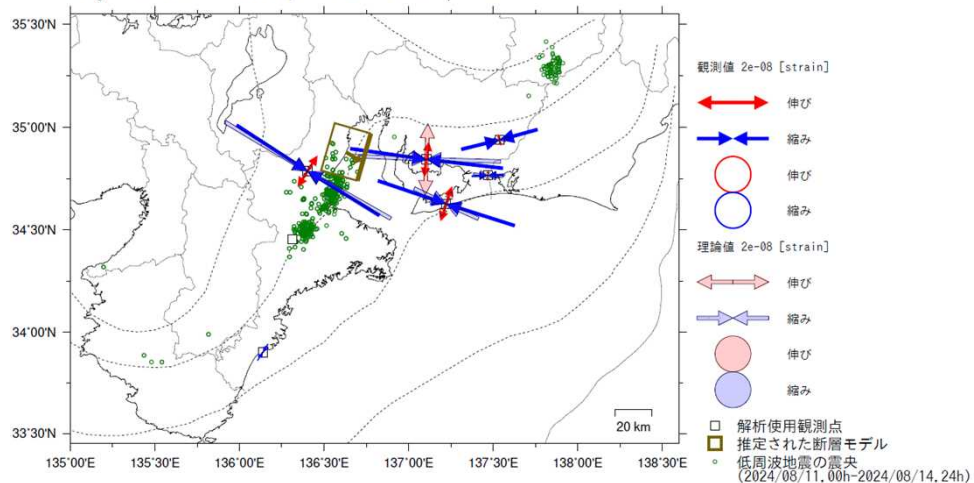 35°30'N
35°00'N
34°30'N
34°00'N
33°30'N
135°00'E
135°30'E
136°00'E
136°30'E
137°00'E
137°30'E
138°00'E
138°30'E
20 km
観測値 2e-08 [strain]
伸び
縮み
伸び
縮み
理論値 2e-08 [strain]
伸び
縮み
伸び
縮み
解析使用観測点
推定された断層モデル
低周波地震の震央
(2024/08/11,00h-2024/08/14,24h)